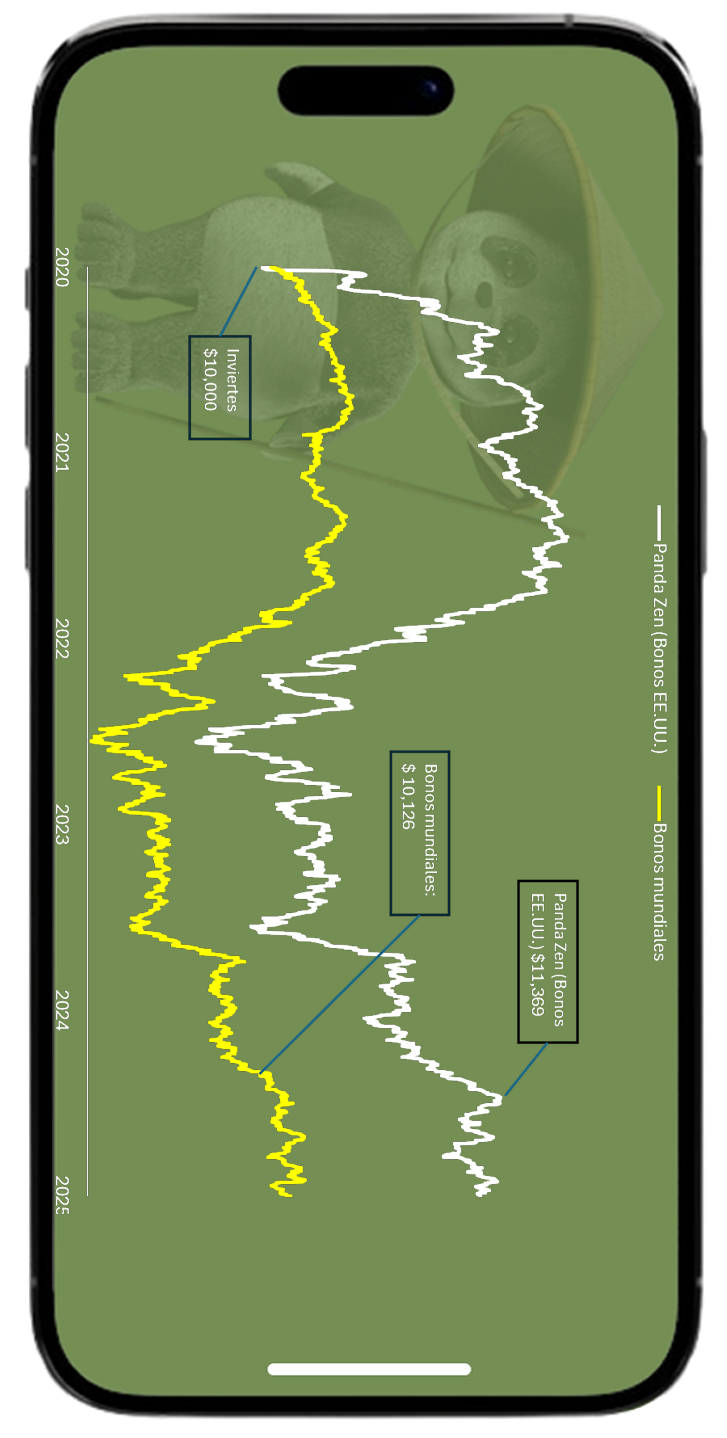 Panda Zen (Bonos EE.UU.)
Bonos mundiales
Panda Zen (Bonos
EE.UU.) $11,369
Bonos mundiales:
$ 10,126
Inviertes
$10,000
2020
2021
2022
2023
2024
2025